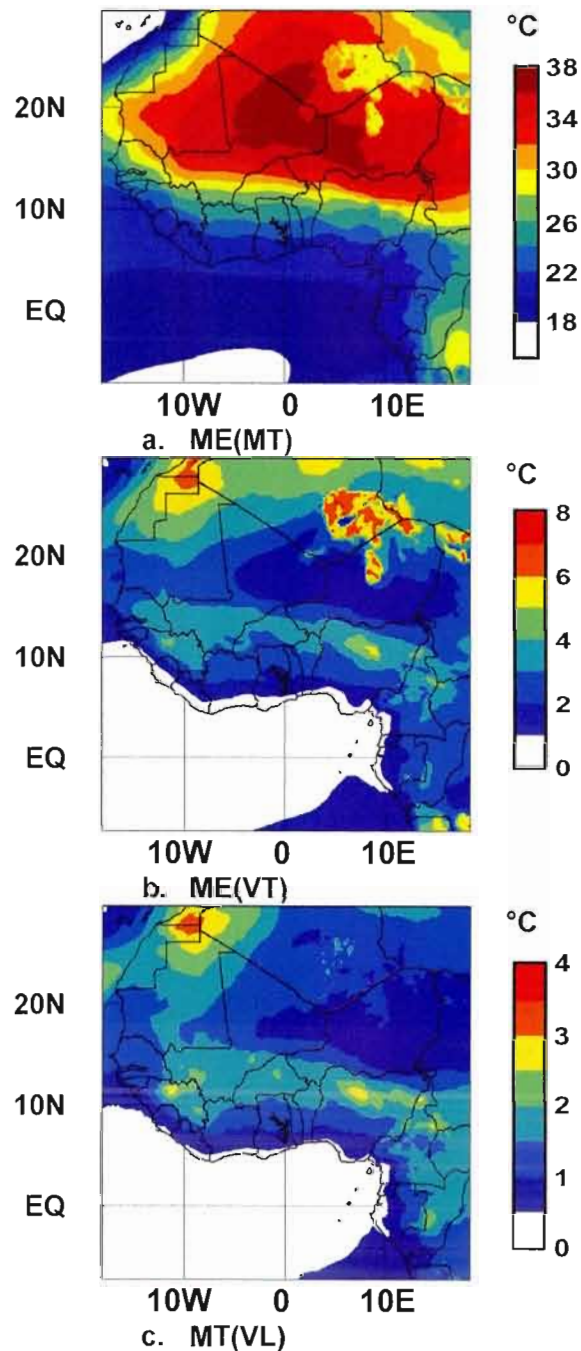 °C
38
20N
34
30
10N
26
22
EQ
18
10W 0 10E
a. ME(MT)
°C
8
20N
6
4
10N
2
EQ
0
10W 0 10E
b. ME(VT)
°C
4
20N
3
2
10N
1
EQ
0
10W 0 10E
c. MT(VL)